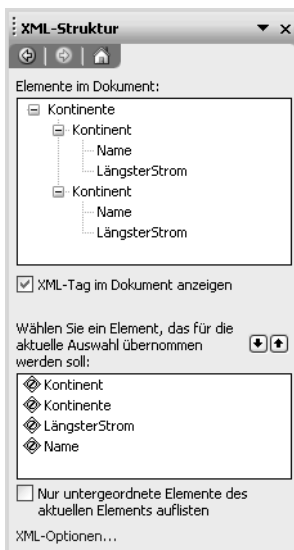 XML-Struktur
Elemente im Dokument:
Kontinente
Kontinent
Name
LängsterStrom
Kontinent
Name
LängsterStrom
XML-Tag im Dokument anzeigen
Wählen Sie ein Element, das für die
aktuelle Auswahl übernommen
werden soll:
Kontinent
Kontinente
LängsterStrom
Name
Nur untergeordnete Elemente des
aktuellen Elements auflisten
XML-Optionen...